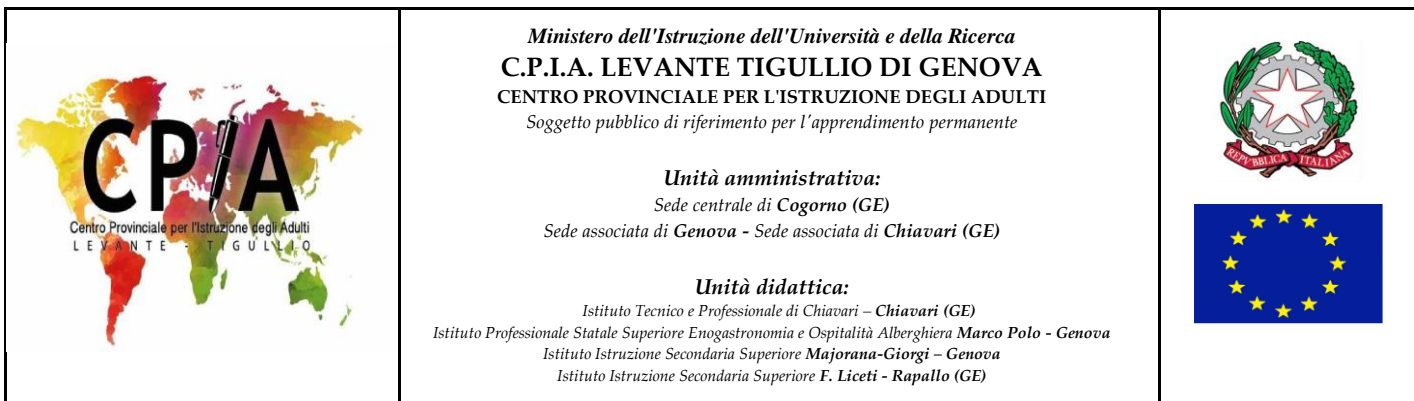 CPIA
Centro Provinciale per l'Istruzione degli Adulti
LEVANTE - TIGULLIO
Ministero dell'Istruzione dell'Università e della Ricerca
C.P.I.A. LEVANTE TIGULLIO DI GENOVA
CENTRO PROVINCIALE PER L'ISTRUZIONE DEGLI ADULTI
Soggetto pubblico di riferimento per l'apprendimento permanente
Unità amministrativa:
Sede centrale di Cogorno (GE)
Sede associata di Genova - Sede associata di Chiavari (GE)
Unità didattica:
Istituto Tecnico e Professionale di Chiavari – Chiavari (GE)
Istituto Professionale Statale Superiore Enogastronomia e Ospitalità Alberghiera Marco Polo - Genova
Istituto Istruzione Secondaria Superiore Majorana-Giorgi – Genova
Istituto Istruzione Secondaria Superiore F. Liceti - Rapallo (GE)
REPVBBLICA ITALIANA